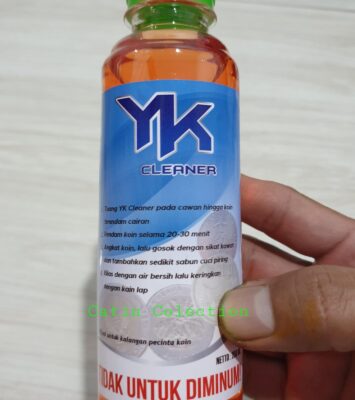 YK
CLEANER
Tuang YK Cleaner pada cawan hingga koin
terendam cairan
Rendam koin selama 20-30 menit
Angkat koin, lalu gosok dengan sikat kawat
dan tambahkan sedikit sabun cuci piring
Bilas dengan air bersih lalu keringkan
dengan kain lap
Colection
untuk kalangan pecinta koin
NETTO
TIDAK UNTUK DIMINUM